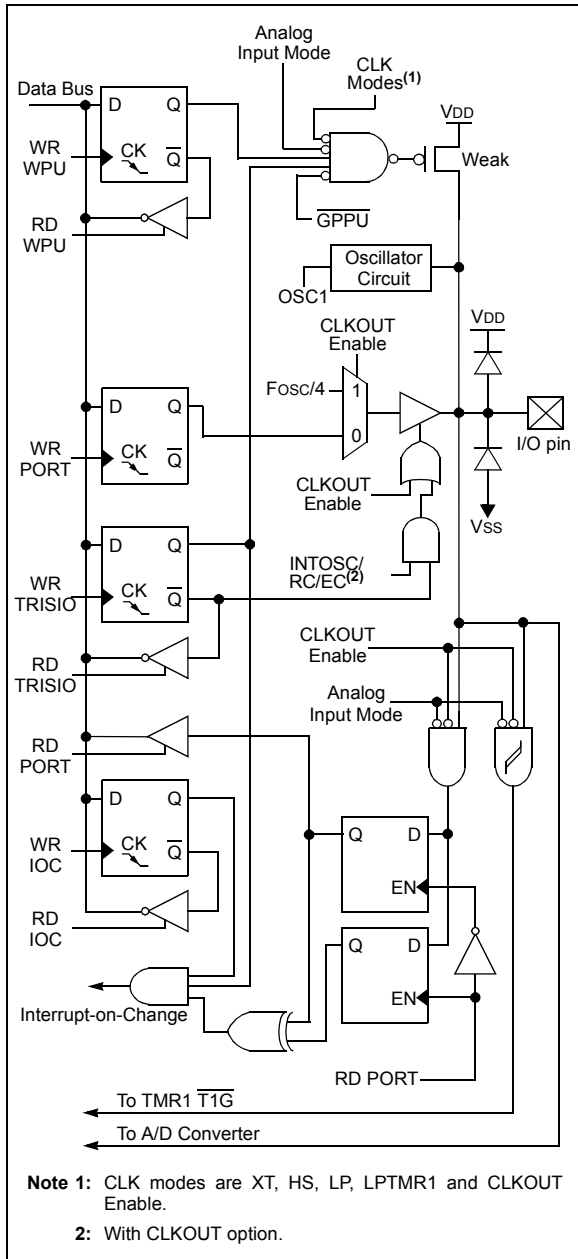 Analog
Input Mode
CLK
Modes(1)
Data Bus
D Q
VDD
WR
WPU
CK Q̅
Weak
RD
WPU
G̅P̅P̅U̅
Oscillator
Circuit
OSC1
CLKOUT
Enable
VDD
FOSC/4
1
D Q
0
I/O pin
WR
PORT
CK Q̅
CLKOUT
Enable
VSS
D Q
WR
TRISIO
CK Q̅
INTOSC/
RC/EC(2)
RD
TRISIO
CLKOUT
Enable
Analog
Input Mode
RD
PORT
D Q
WR
IOC
CK Q̅
Q D
EN
RD
IOC
Q D
EN
Interrupt-on-Change
RD PORT
To TMR1 T̅1̅G̅
To A/D Converter
Note 1: CLK modes are XT, HS, LP, LPTMR1 and CLKOUT
Enable.
2: With CLKOUT option.